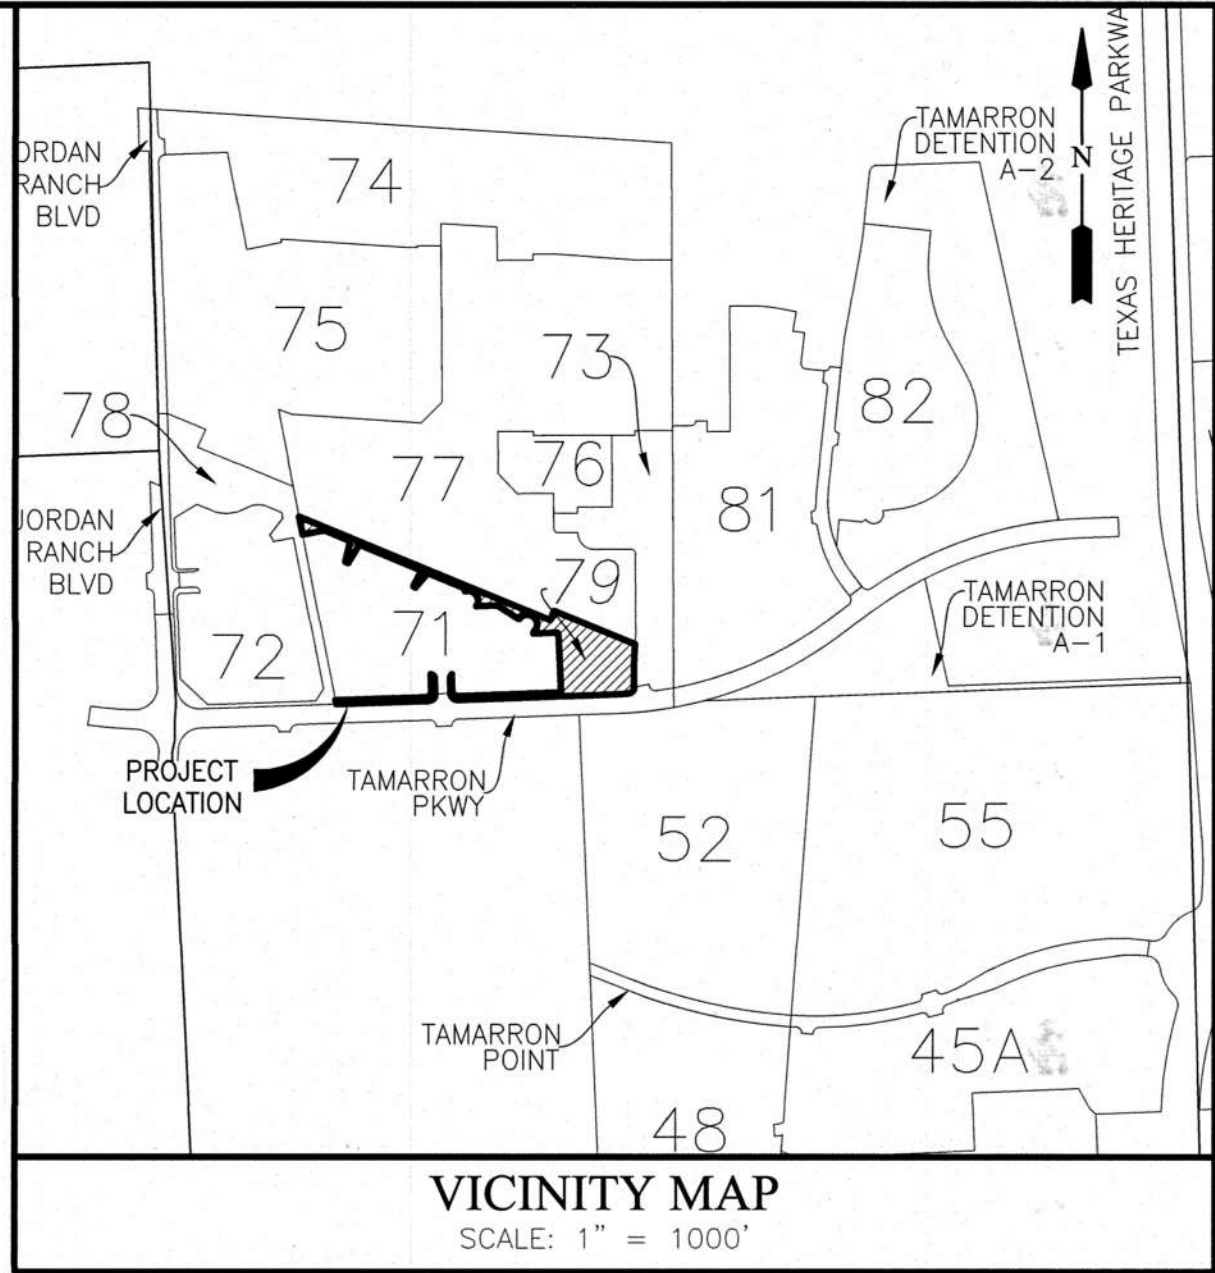 ORDAN
RANCH
BLVD
74
TAMARRON
DETENTION
A-2
N
TEXAS HERITAGE PARKWA
75
73
82
78
77
76
81
JORDAN
RANCH
BLVD
79
TAMARRON
DETENTION
A-1
72
71
PROJECT
LOCATION
TAMARRON
PKWY
52
55
TAMARRON
POINT
45A
48
VICINITY MAP
SCALE: 1" = 1000'